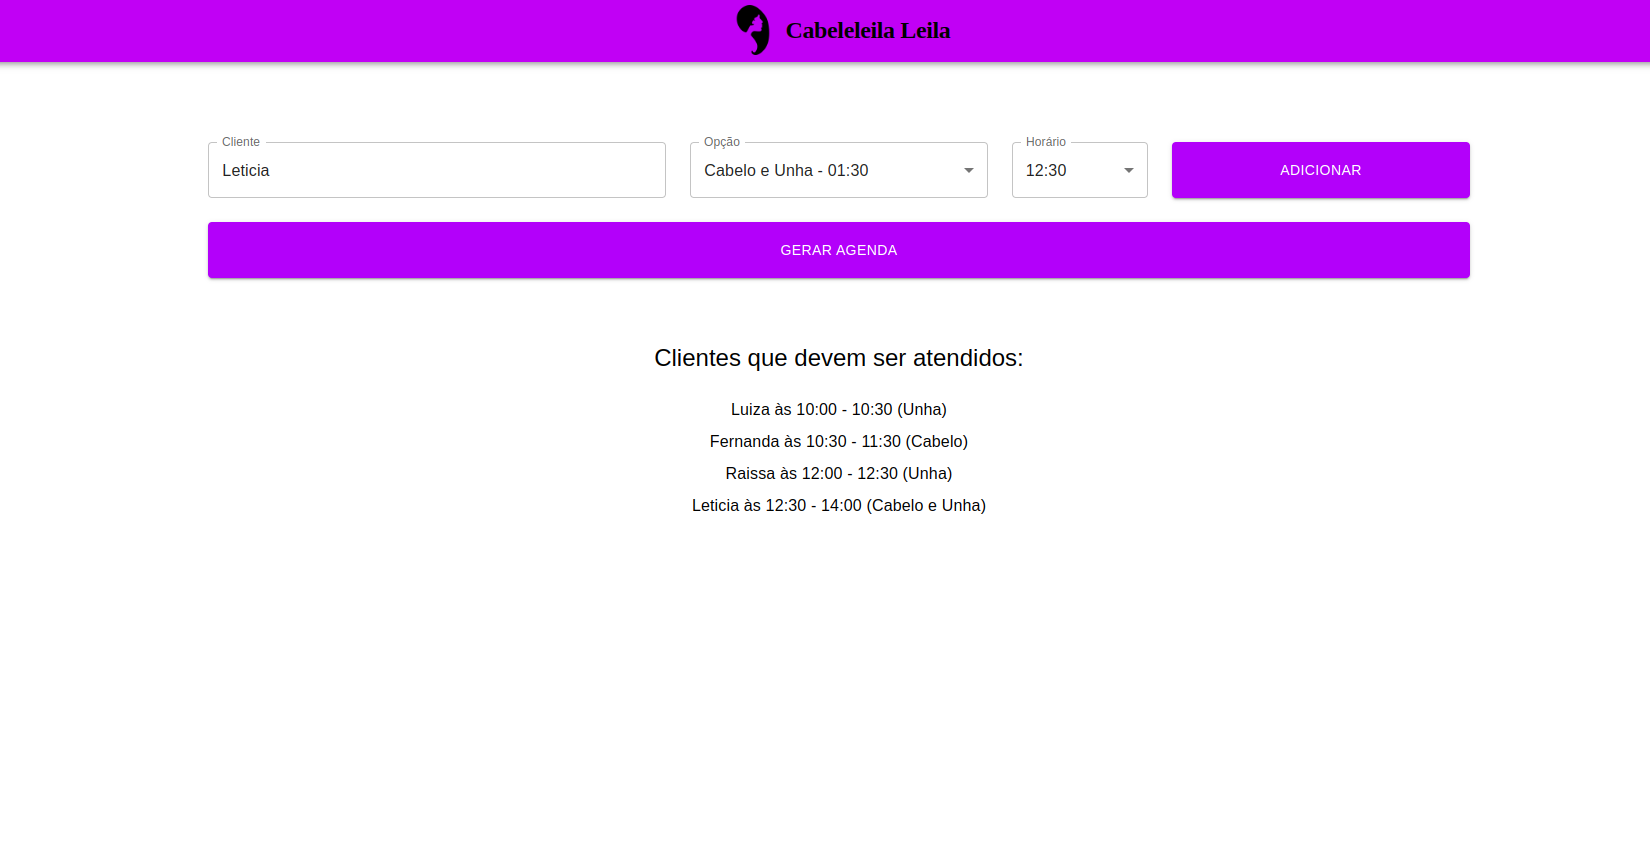 Cabeleleila Leila
Cliente
Leticia
Opção
Cabelo e Unha - 01:30
Horário
12:30
ADICIONAR
GERAR AGENDA
Clientes que devem ser atendidos:
Luiza às 10:00 - 10:30 (Unha)
Fernanda às 10:30 - 11:30 (Cabelo)
Raissa às 12:00 - 12:30 (Unha)
Leticia às 12:30 - 14:00 (Cabelo e Unha)